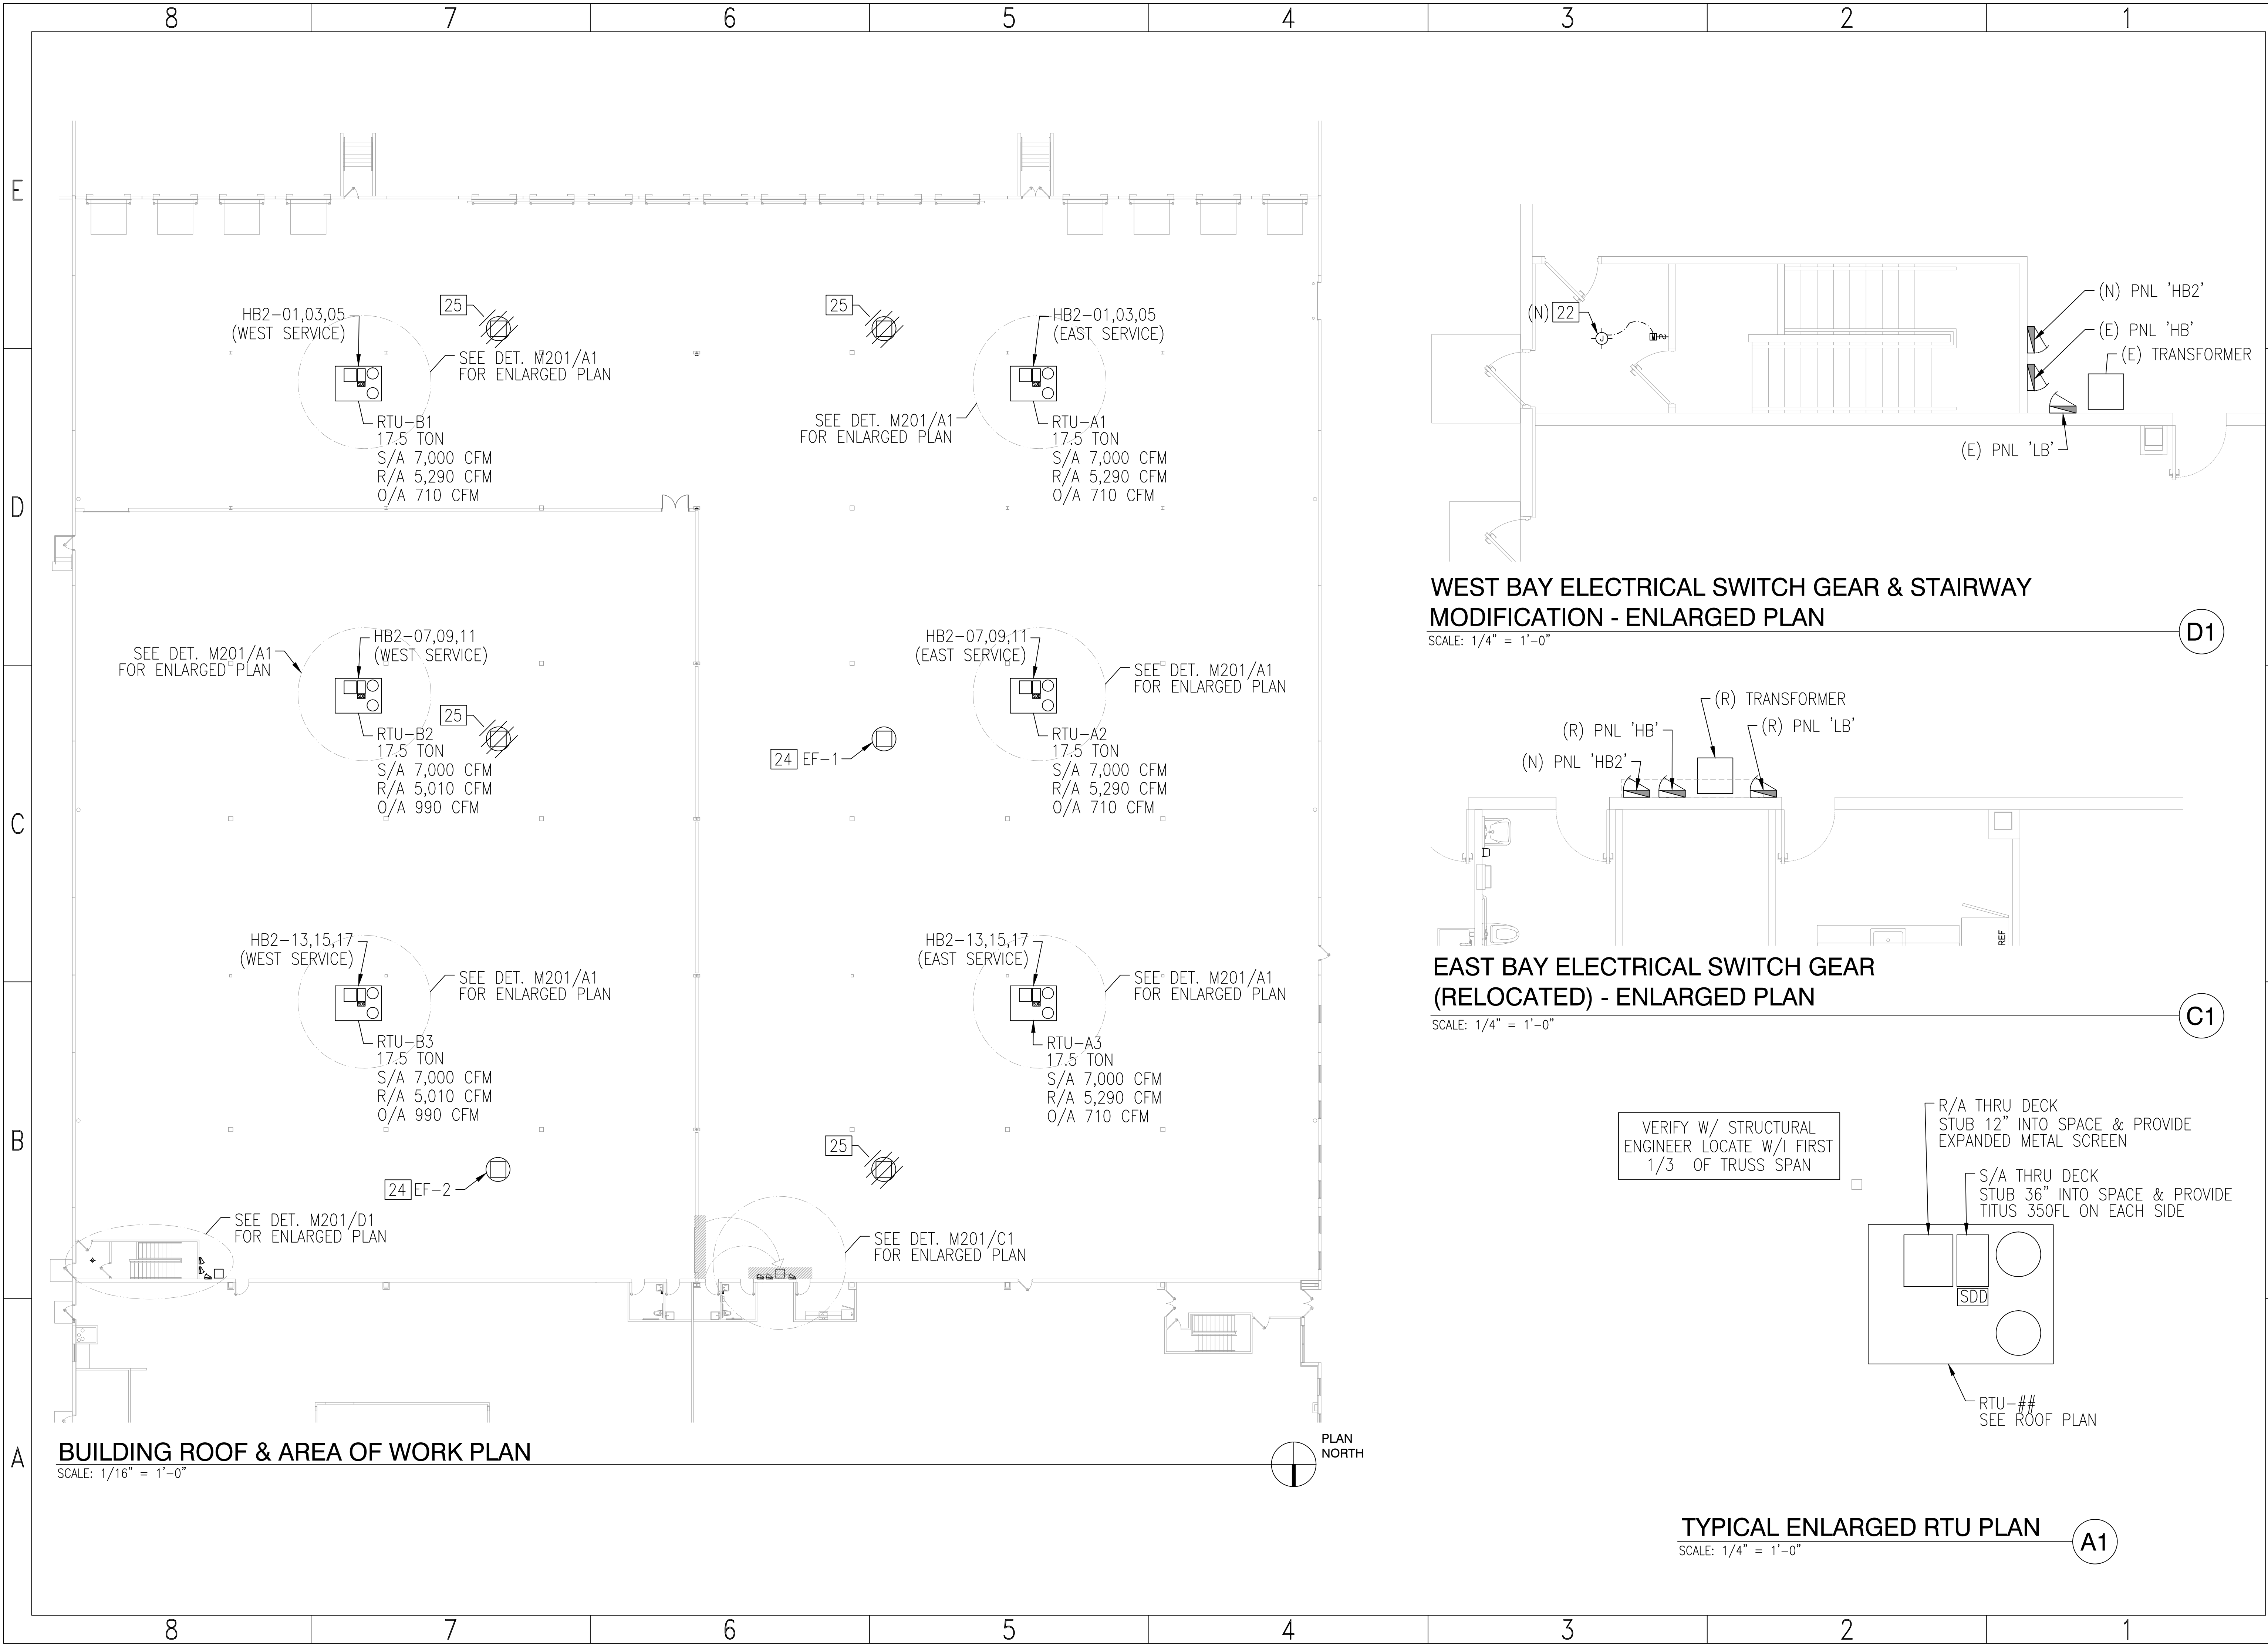 8 7 6 5 4 3 2 1
E
D
C
B
A
HB2-01,03,05
(WEST SERVICE)
25
SEE DET. M201/A1
FOR ENLARGED PLAN
RTU-B1
17.5 TON
S/A 7,000 CFM
R/A 5,290 CFM
O/A 710 CFM
25
HB2-01,03,05
(EAST SERVICE)
SEE DET. M201/A1
FOR ENLARGED PLAN
RTU-A1
17.5 TON
S/A 7,000 CFM
R/A 5,290 CFM
O/A 710 CFM
SEE DET. M201/A1
FOR ENLARGED PLAN
HB2-07,09,11
(WEST SERVICE)
25
RTU-B2
17.5 TON
S/A 7,000 CFM
R/A 5,010 CFM
O/A 990 CFM
HB2-07,09,11
(EAST SERVICE)
SEE DET. M201/A1
FOR ENLARGED PLAN
24 EF-1
RTU-A2
17.5 TON
S/A 7,000 CFM
R/A 5,290 CFM
O/A 710 CFM
HB2-13,15,17
(WEST SERVICE)
SEE DET. M201/A1
FOR ENLARGED PLAN
RTU-B3
17.5 TON
S/A 7,000 CFM
R/A 5,010 CFM
O/A 990 CFM
24 EF-2
HB2-13,15,17
(EAST SERVICE)
SEE DET. M201/A1
FOR ENLARGED PLAN
RTU-A3
17.5 TON
S/A 7,000 CFM
R/A 5,290 CFM
O/A 710 CFM
25
SEE DET. M201/D1
FOR ENLARGED PLAN
SEE DET. M201/C1
FOR ENLARGED PLAN
BUILDING ROOF & AREA OF WORK PLAN
SCALE: 1/16" = 1'-0"
PLAN
NORTH
(N) 22
J
(N) PNL 'HB2'
(E) PNL 'HB'
(E) TRANSFORMER
(E) PNL 'LB'
WEST BAY ELECTRICAL SWITCH GEAR & STAIRWAY
MODIFICATION - ENLARGED PLAN
SCALE: 1/4" = 1'-0"
D1
(R) TRANSFORMER
(R) PNL 'HB'
(R) PNL 'LB'
(N) PNL 'HB2'
REF
EAST BAY ELECTRICAL SWITCH GEAR
(RELOCATED) - ENLARGED PLAN
SCALE: 1/4" = 1'-0"
C1
VERIFY W/ STRUCTURAL
ENGINEER LOCATE W/I FIRST
1/3 OF TRUSS SPAN
R/A THRU DECK
STUB 12" INTO SPACE & PROVIDE
EXPANDED METAL SCREEN
S/A THRU DECK
STUB 36" INTO SPACE & PROVIDE
TITUS 350FL ON EACH SIDE
SDD
RTU-##
SEE ROOF PLAN
TYPICAL ENLARGED RTU PLAN
SCALE: 1/4" = 1'-0"
A1
8 7 6 5 4 3 2 1